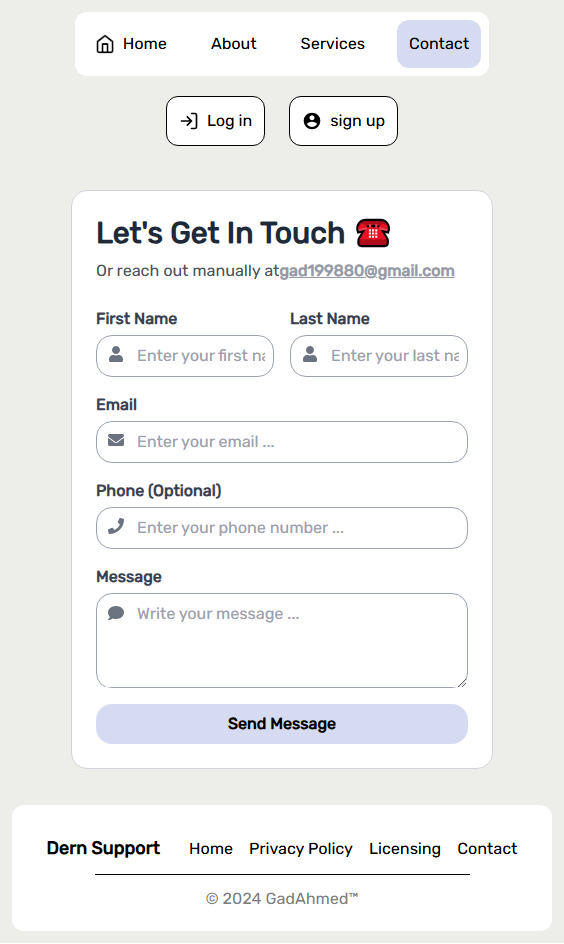 Home About Services Contact
Log in sign up
Let's Get In Touch ☎️
Or reach out manually atgad199880@gmail.com
First Name Last Name
Enter your first na Enter your last na
Email
Enter your email ...
Phone (Optional)
Enter your phone number ...
Message
Write your message ...
Send Message
Dern Support Home Privacy Policy Licensing Contact
© 2024 GadAhmed™